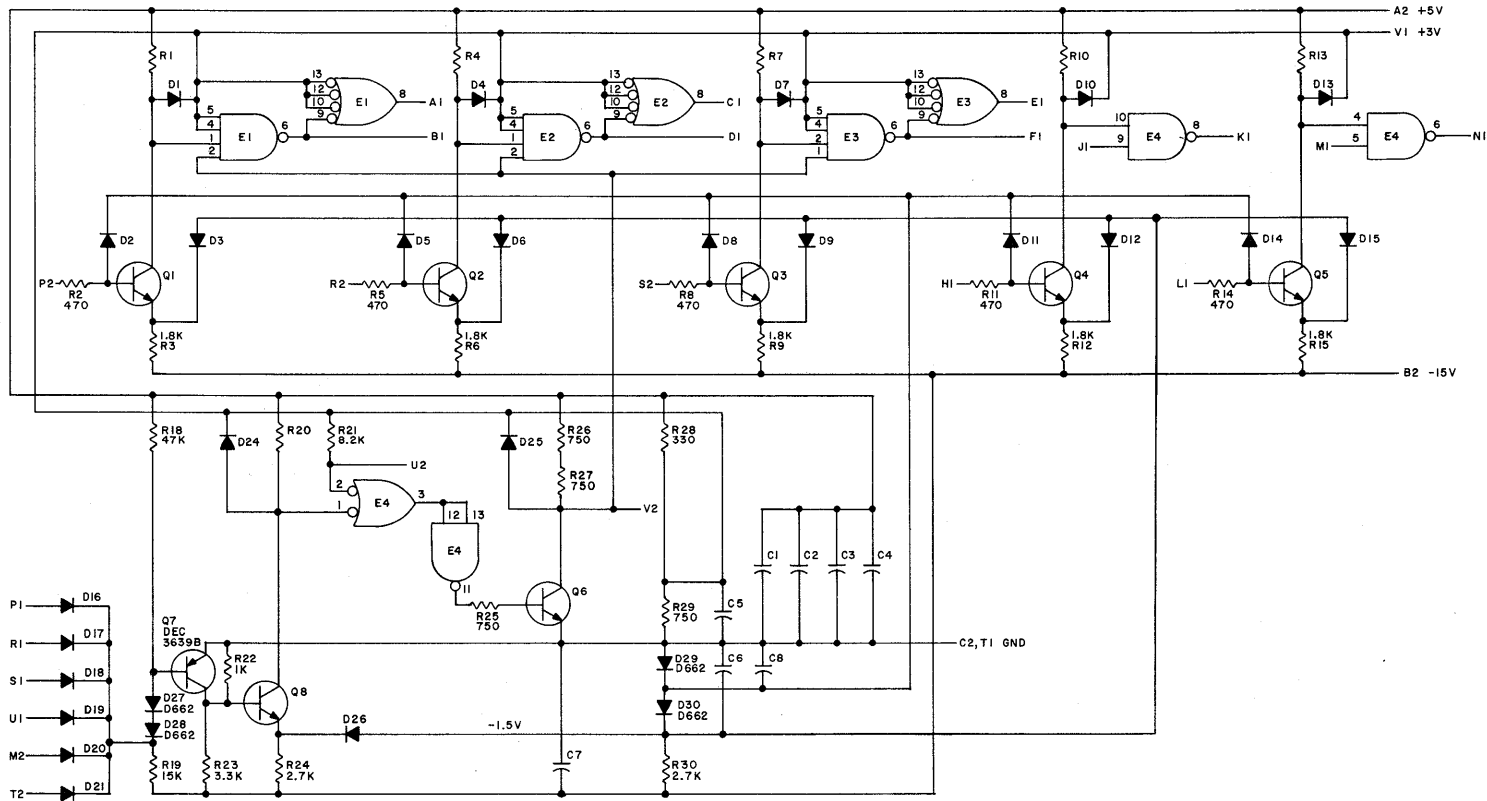 A2 +5V
V1 +3V
R1
R4
R7
R10
R13
D1
D4
D7
D10
D13
13
12
10
9
E1
8
A1
13
12
10
9
E2
8
C1
13
12
10
9
E3
8
E1
5
4
1
2
E1
6
B1
5
4
1
2
E2
6
D1
5
4
2
1
E3
6
F1
10
9
J1
E4
8
K1
4
5
M1
E4
6
N1
D2
D3
D5
D6
D8
D9
D11
D12
D14
D15
P2
R2
470
Q1
R2
R5
470
Q2
S2
R8
470
Q3
H1
R11
470
Q4
L1
R14
470
Q5
1.8K
R3
1.8K
R6
1.8K
R9
1.8K
R12
1.8K
R15
B2 -15V
R18
47K
D24
R20
R21
8.2K
D25
R26
750
R28
330
U2
R27
750
2
1
E4
3
12
13
E4
11
V2
C1
C2
C3
C4
P1
D16
R1
D17
S1
D18
U1
D19
M2
D20
T2
D21
Q7
DEC
3639B
R22
1K
R25
750
Q6
R29
750
C5
C2,T1 GND
D27
D662
D28
D662
Q8
D29
D662
C6
C8
D30
D662
D26
-1.5V
R19
15K
R23
3.3K
R24
2.7K
C7
R30
2.7K